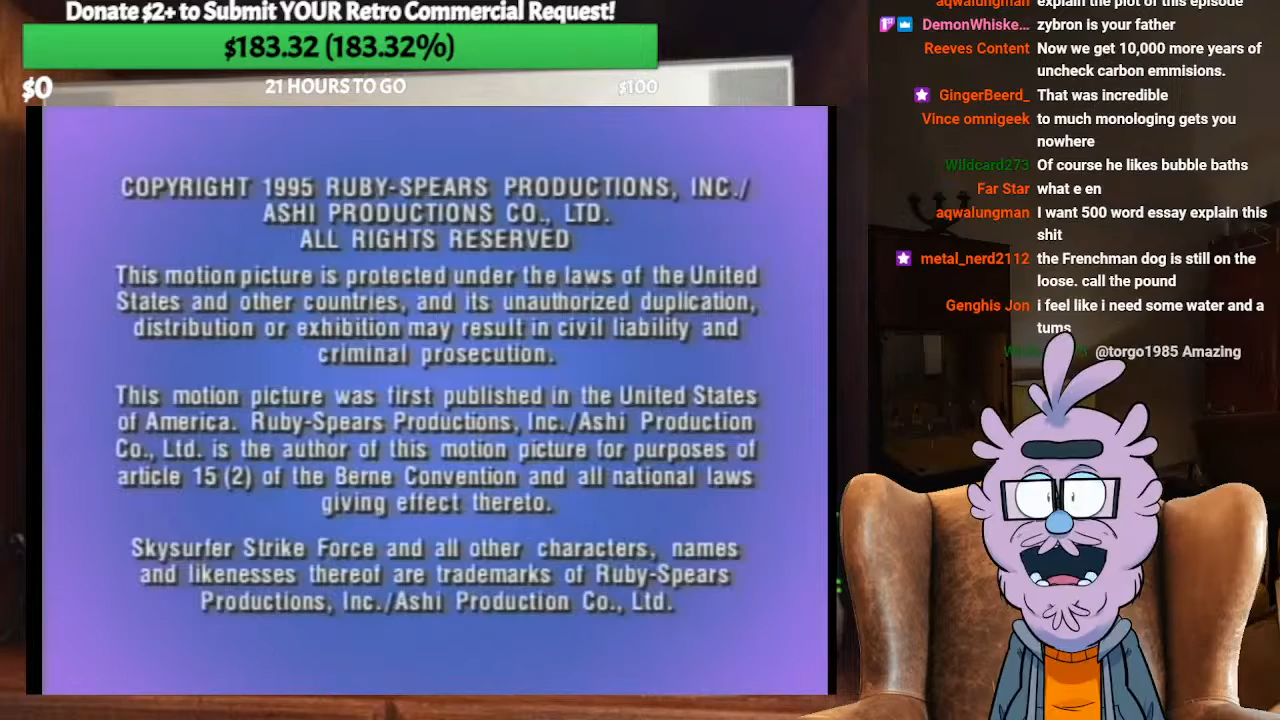 Donate $2+ to Submit YOUR Retro Commercial Request!
$183.32 (183.32%)
$0
21 HOURS TO GO
$100
COPYRIGHT 1995 RUBY-SPEARS PRODUCTIONS, INC./
ASHI PRODUCTIONS CO., LTD.
ALL RIGHTS RESERVED
This motion picture is protected under the laws of the United
States and other countries, and its unauthorized duplication,
distribution or exhibition may result in civil liability and
criminal prosecution.
This motion picture was first published in the United States
of America. Ruby-Spears Productions, Inc./Ashi Production
Co., Ltd. is the author of this motion picture for purposes of
article 15 (2) of the Berne Convention and all national laws
giving effect thereto.
Skysurfer Strike Force and all other characters, names
and likenesses thereof are trademarks of Ruby-Spears
Productions, Inc./Ashi Production Co., Ltd.
aqwalungman explain the plot of this episode
DemonWhiske... zybron is your father
Reeves Content Now we get 10,000 more years of
uncheck carbon emmisions.
GingerBeerd_ That was incredible
Vince omnigeek to much monologing gets you
nowhere
Wildcard273 Of course he likes bubble baths
Far Star what e en
aqwalungman I want 500 word essay explain this
shit
metal_nerd2112 the Frenchman dog is still on the
loose. call the pound
Genghis Jon i feel like i need some water and a
tums
@torgo1985 Amazing